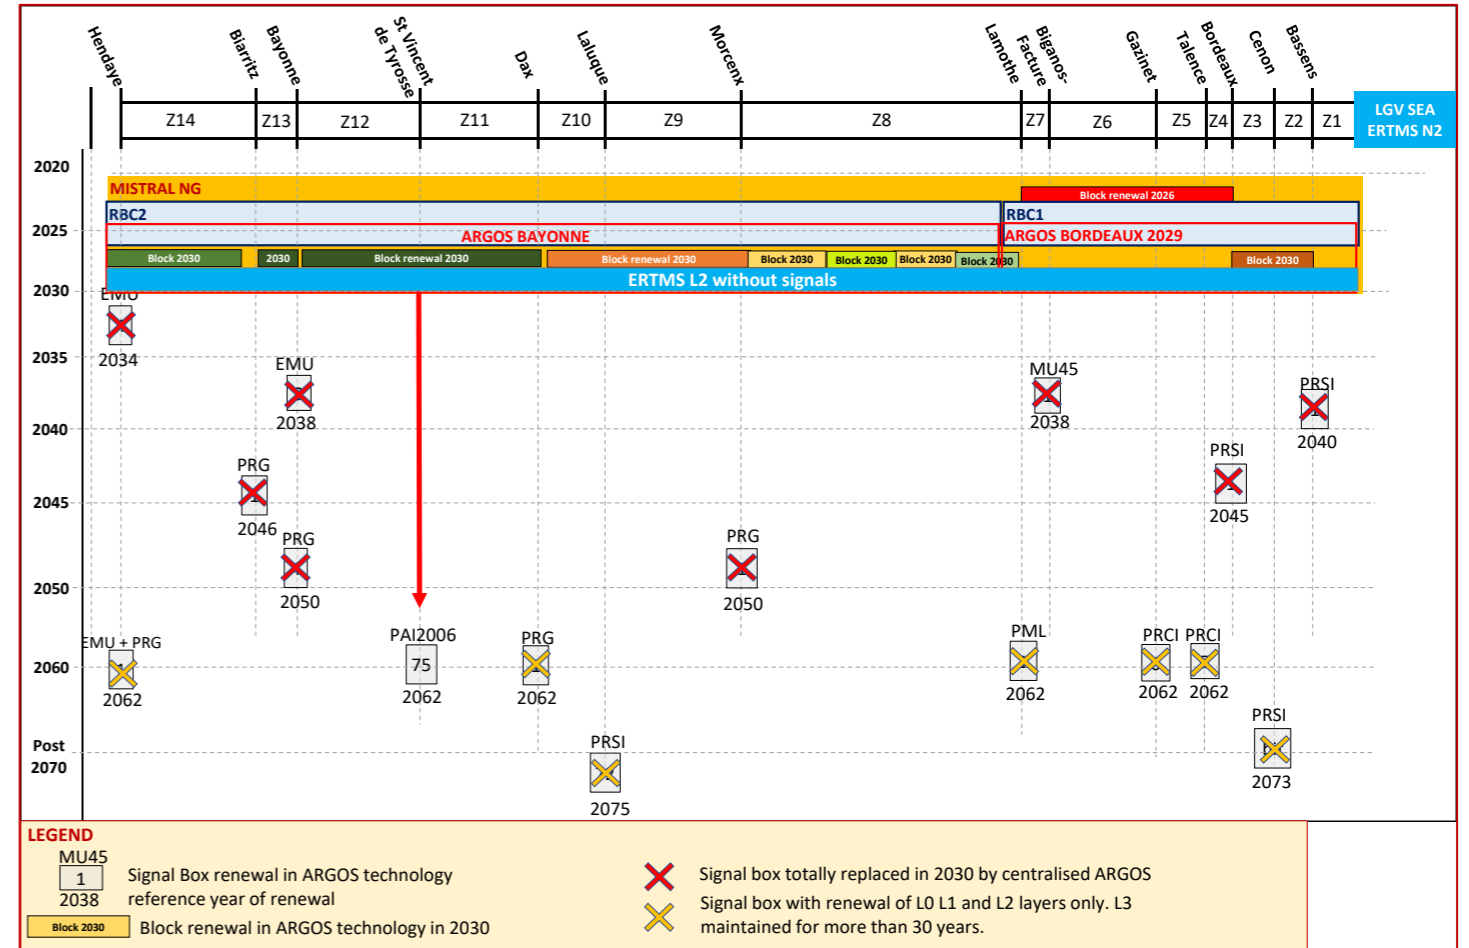 Hendaye
Biarritz
Bayonne
St Vincent
de Tyrosse
Dax
Laluque
Morcenx
Lamothe
Biganos-
Facture
Gazinet
Talence
Bordeaux
Cenon
Bassens
Z14
Z13
Z12
Z11
Z10
Z9
Z8
Z7
Z6
Z5
Z4
Z3
Z2
Z1
LGV SEA
ERTMS N2
2020
MISTRAL NG
Block renewal 2026
RBC2
RBC1
2025
ARGOS BAYONNE
ARGOS BORDEAUX 2029
Block 2030
2030
Block renewal 2030
Block renewal 2030
Block 2030
Block 2030
Block 2030
Block 2030
Block 2030
ERTMS L2 without signals
2030
EMU
2034
2035
EMU
2038
MU45
2038
PRSI
2040
2040
PRG
2046
PRSI
2045
2045
PRG
2050
PRG
2050
2050
EMU + PRG
2062
PAI2006
75
2062
PRG
2062
PML
2062
PRCI
2062
PRCI
2062
2060
PRSI
2075
PRSI
2073
Post
2070
LEGEND
MU45
1
2038
Signal Box renewal in ARGOS technology
reference year of renewal
Block 2030
Block renewal in ARGOS technology in 2030
Signal box totally replaced in 2030 by centralised ARGOS
Signal box with renewal of L0 L1 and L2 layers only. L3
maintained for more than 30 years.